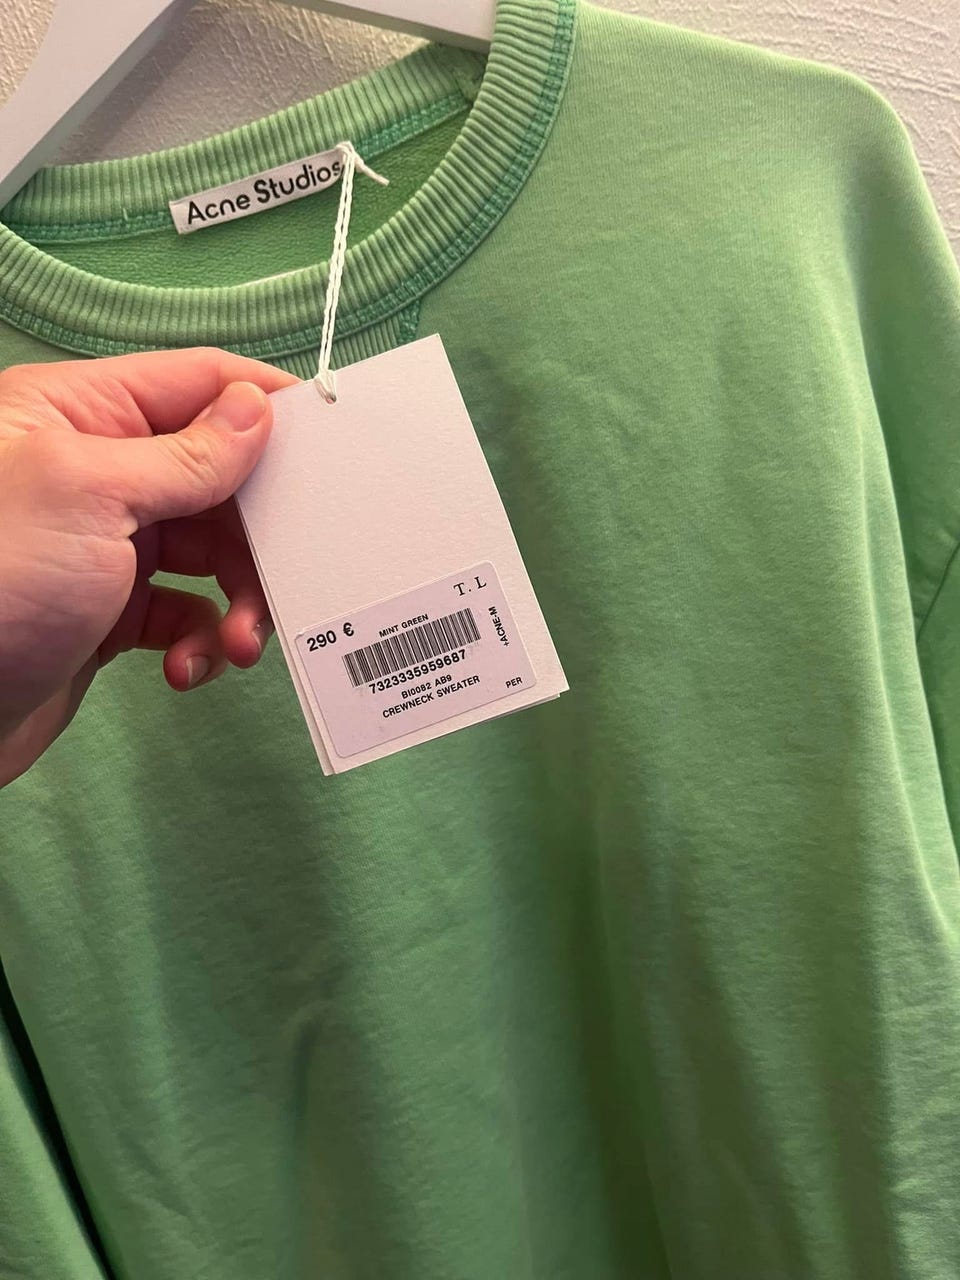 Acne Studios
T. L
290 €
MINT GREEN
+ACNE-M
7323335959687
BI0082 AB9
CREWNECK SWEATER
PER